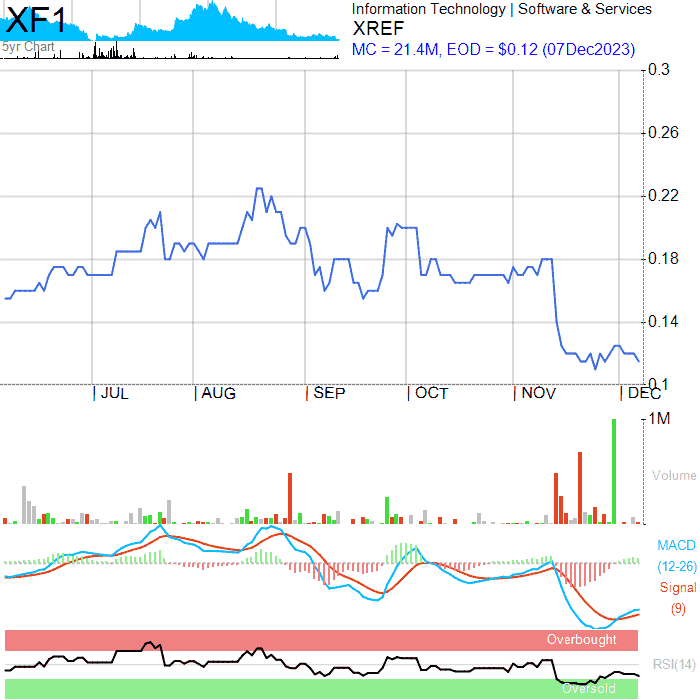 XF1
5yr Chart
Information Technology | Software & Services
XREF
MC = 21.4M, EOD = $0.12 (07Dec2023)
0.3
0.26
0.22
0.18
0.14
0.1
JUL
AUG
SEP
OCT
NOV
DEC
1M
Volume
MACD
(12-26)
Signal
(9)
Overbought
RSI(14)
Oversold